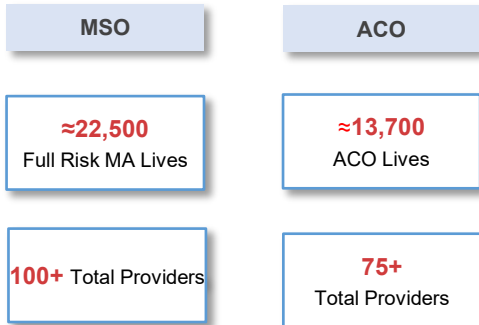 MSO
ACO
≈22,500
Full Risk MA Lives
≈13,700
ACO Lives
100+ Total Providers
75+
Total Providers